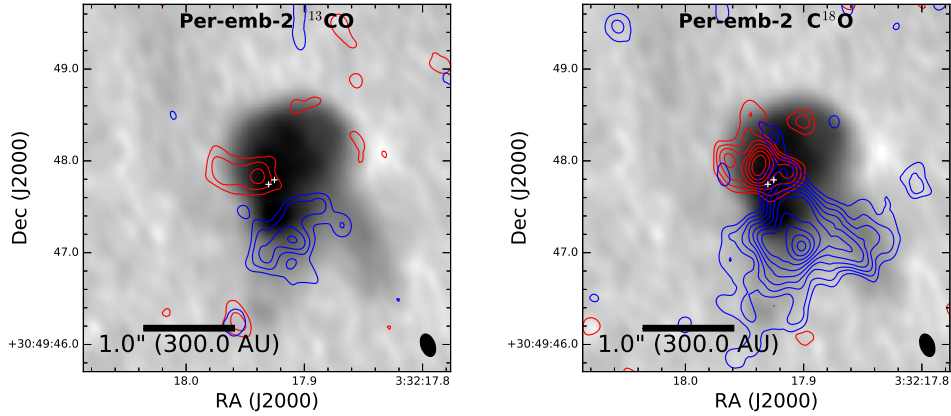 Per-emb-2 ¹³CO
49.0
48.0
47.0
+30:49:46.0
Dec (J2000)
1.0" (300.0 AU)
18.0 17.9 3:32:17.8
RA (J2000)
Per-emb-2 C¹⁸O
49.0
48.0
47.0
+30:49:46.0
Dec (J2000)
1.0" (300.0 AU)
18.0 17.9 3:32:17.8
RA (J2000)